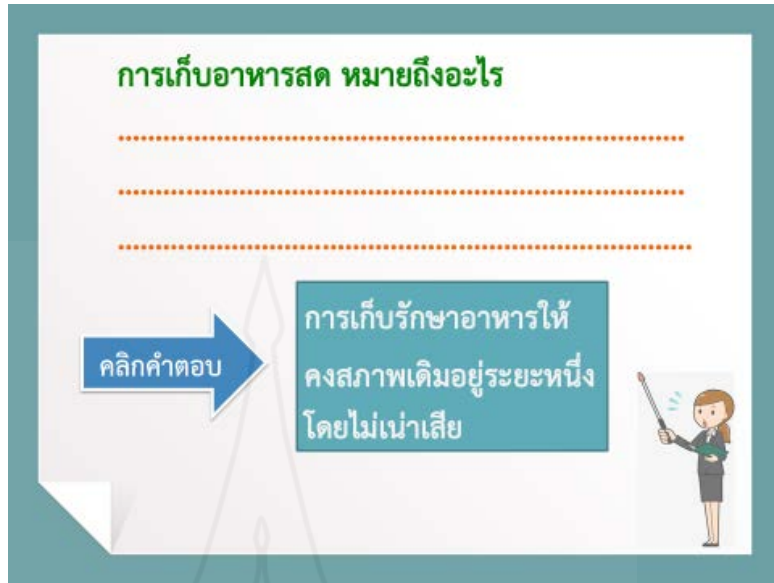 การเก็บอาหารสด หมายถึงอะไร
...........................................................................
...........................................................................
............................................................................
คลิกคำตอบ
การเก็บรักษาอาหารให้
คงสภาพเดิมอยู่ระยะหนึ่ง
โดยไม่เน่าเสีย